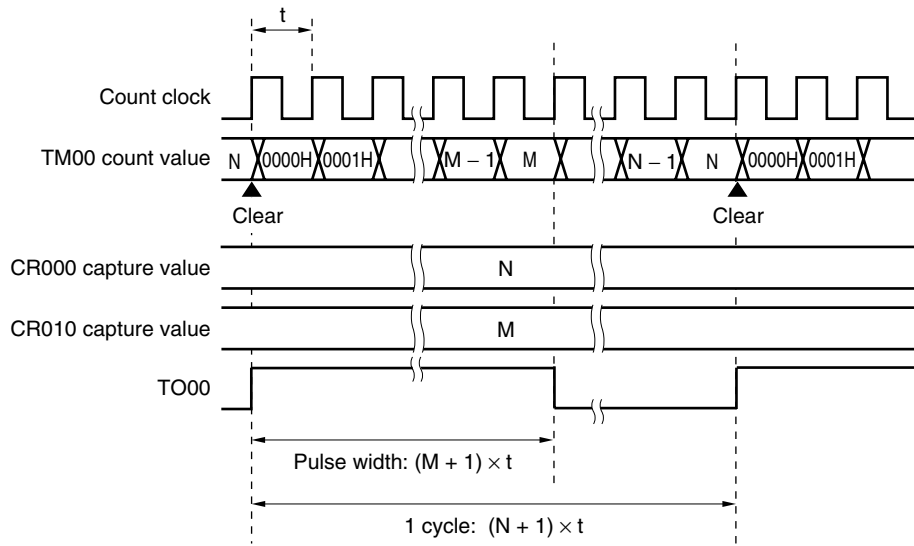 t
Count clock
TM00 count value N 0000H 0001H M − 1 M N − 1 N 0000H 0001H
Clear Clear
CR000 capture value N
CR010 capture value M
TO00
Pulse width: (M + 1) × t
1 cycle: (N + 1) × t